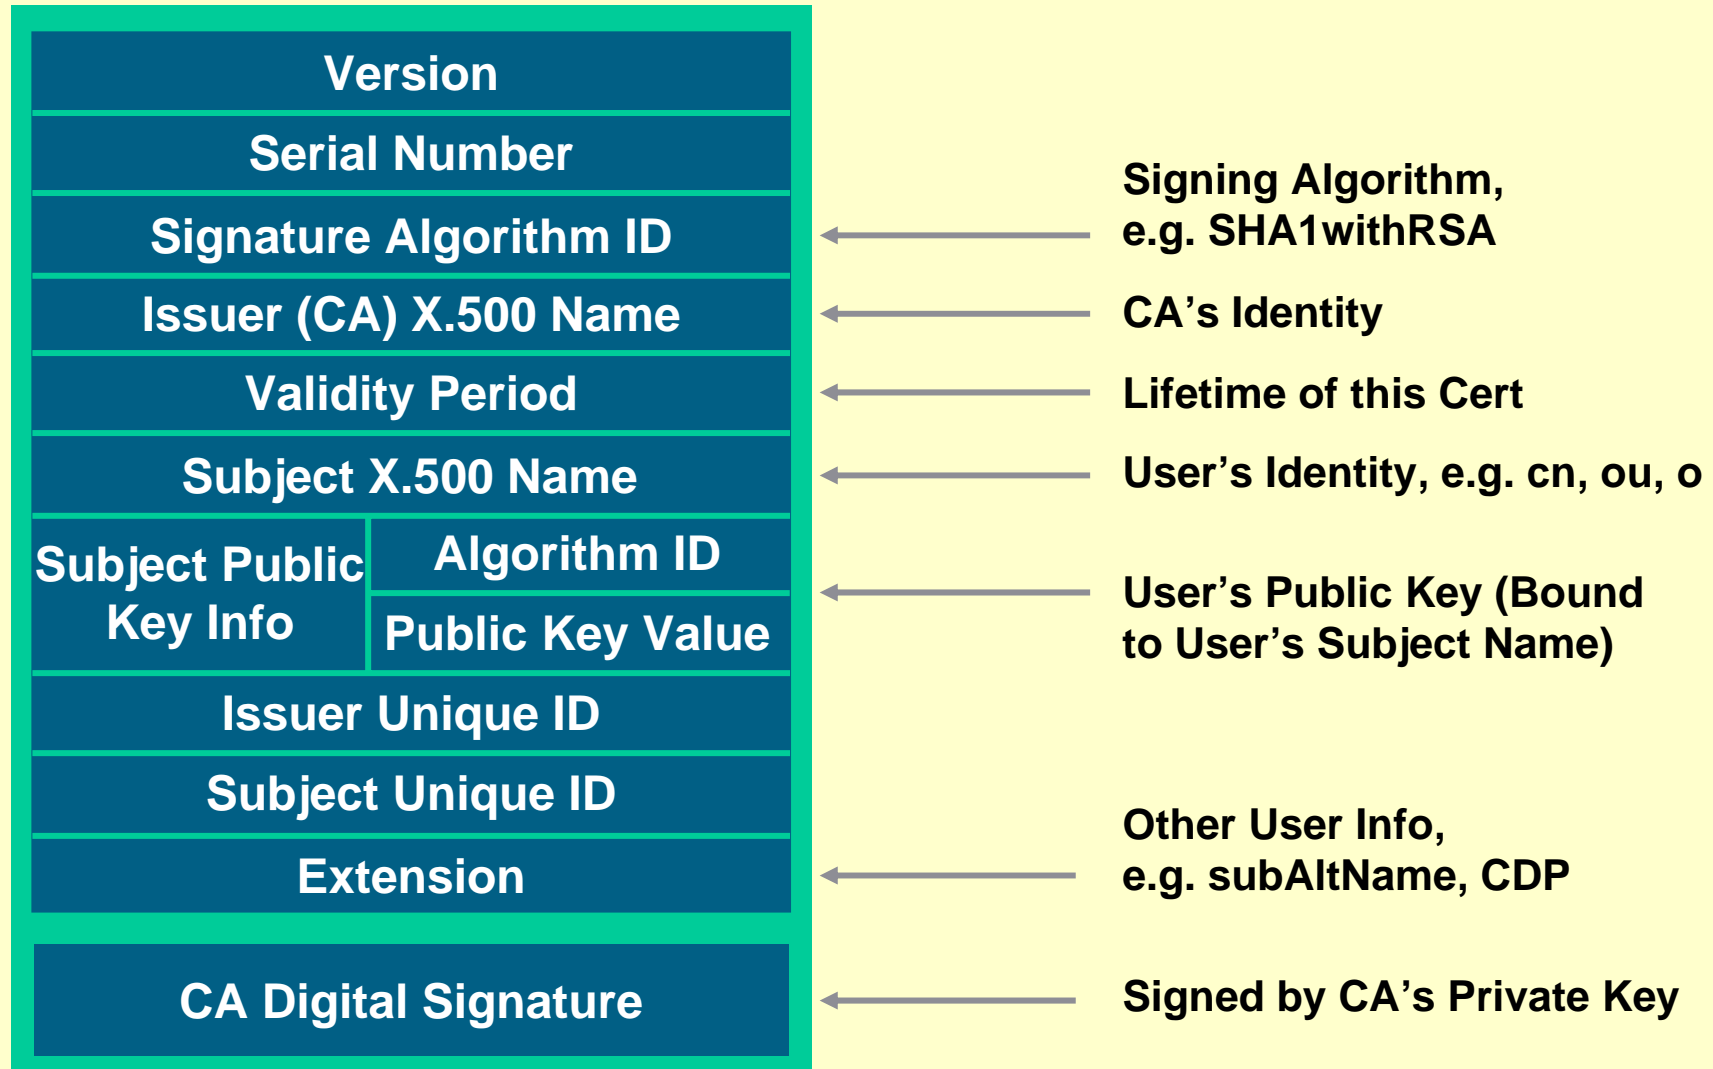 Version
Serial Number
Signature Algorithm ID
Signing Algorithm,
e.g. SHA1withRSA
Issuer (CA) X.500 Name
CA’s Identity
Validity Period
Lifetime of this Cert
Subject X.500 Name
User’s Identity, e.g. cn, ou, o
Subject Public
Key Info
Algorithm ID
Public Key Value
User’s Public Key (Bound
to User’s Subject Name)
Issuer Unique ID
Subject Unique ID
Extension
Other User Info,
e.g. subAltName, CDP
CA Digital Signature
Signed by CA’s Private Key